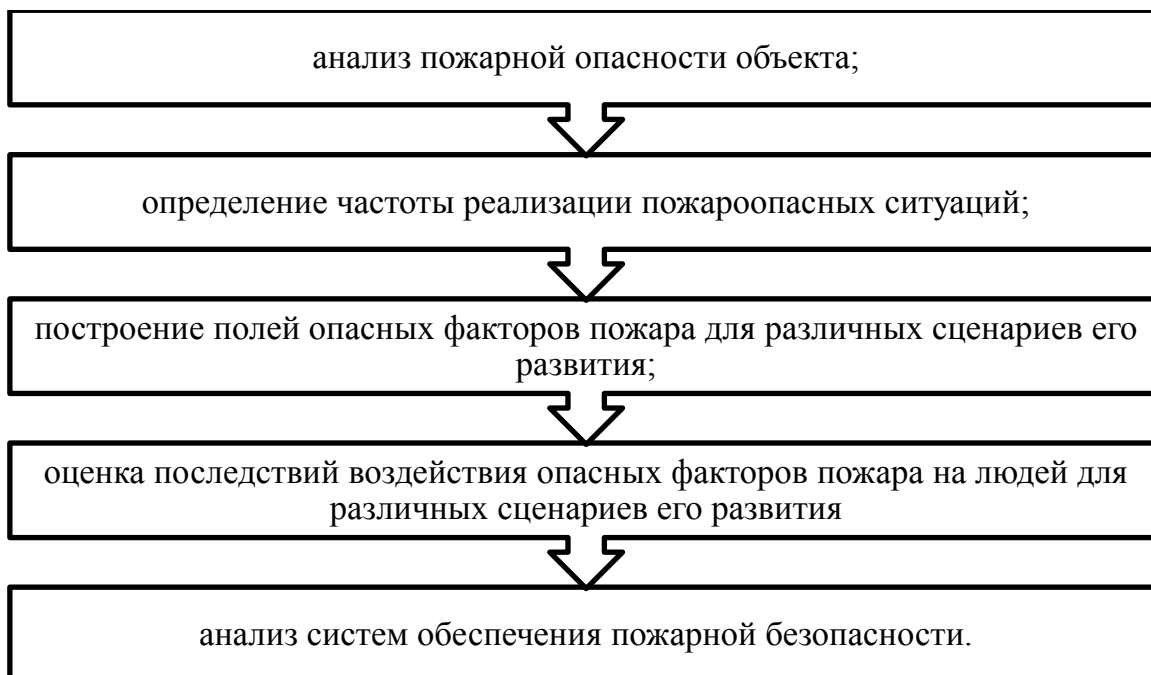 анализ пожарной опасности объекта;
определение частоты реализации пожароопасных ситуаций;
построение полей опасных факторов пожара для различных сценариев его
развития;
оценка последствий воздействия опасных факторов пожара на людей для
различных сценариев его развития
анализ систем обеспечения пожарной безопасности.